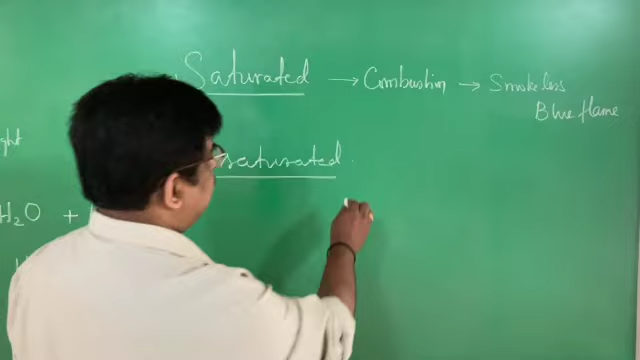 Saturated → Combustion → Smokeless
Blue flame
saturated
H₂O +